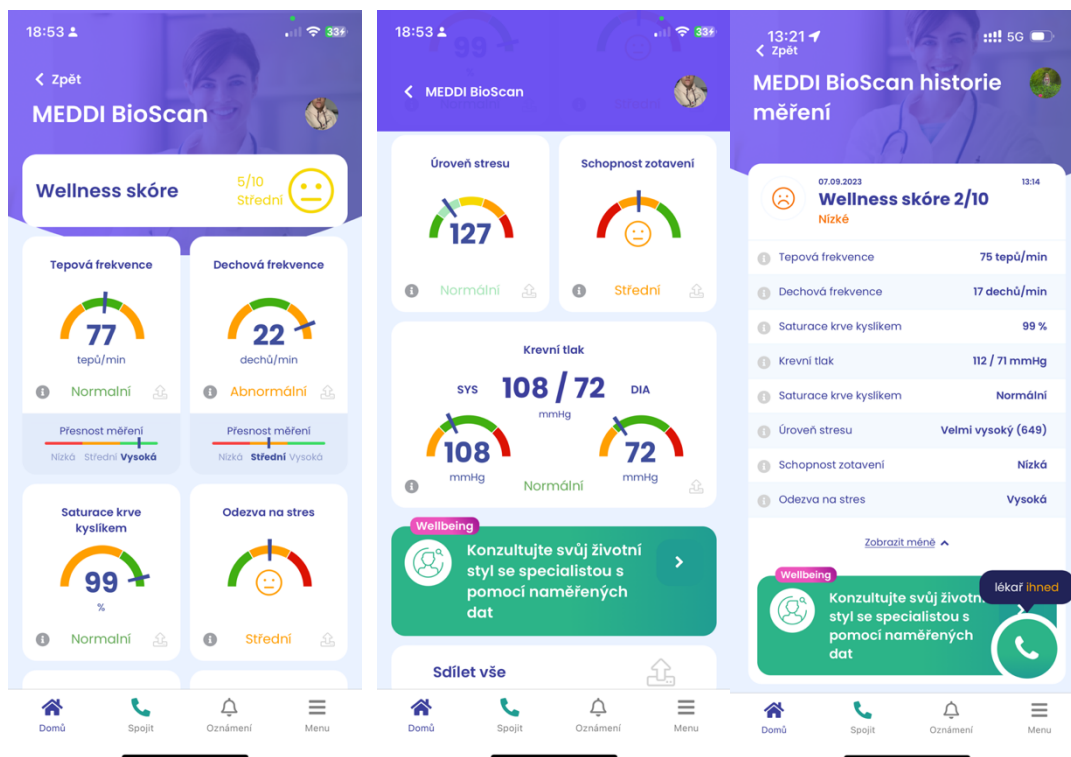 18:53
33
Zpět
MEDDI BioScan
Wellness skóre
5/10
Střední
Tepová frekvence
77
tepů/min
Normalní
Přesnost měření
Nízká Střední Vysoká
Dechová frekvence
22
dechů/min
Abnormální
Přesnost měření
Nízká Střední Vysoká
Saturace krve
kyslíkem
99
%
Normalní
Odezva na stres
Střední
Domů
Spojit
Oznámení
Menu
18:53
33
99
MEDDI BioScan
Úroveň stresu
127
Normální
Schopnost zotavení
Střední
Krevní tlak
SYS
108 / 72
DIA
mmHg
108
mmHg
72
mmHg
Normální
Wellbeing
Konzultujte svůj životní
styl se specialistou s
pomocí naměřených
dat
Sdílet vše
Domů
Spojit
Oznámení
Menu
13:21
5G
Zpět
MEDDI BioScan historie
měření
07.09.2023
13:14
Wellness skóre 2/10
Nízké
Tepová frekvence 75 tepů/min
Dechová frekvence 17 dechů/min
Saturace krve kyslíkem 99 %
Krevní tlak 112 / 71 mmHg
Saturace krve kyslíkem Normální
Úroveň stresu Velmi vysoký (649)
Schopnost zotavení Nízká
Odezva na stres Vysoká
Zobrazit méně
lékař ihned
Wellbeing
Konzultujte svůj životn
styl se specialistou s
pomocí naměřených
dat
Domů
Spojit
Oznámení
Menu